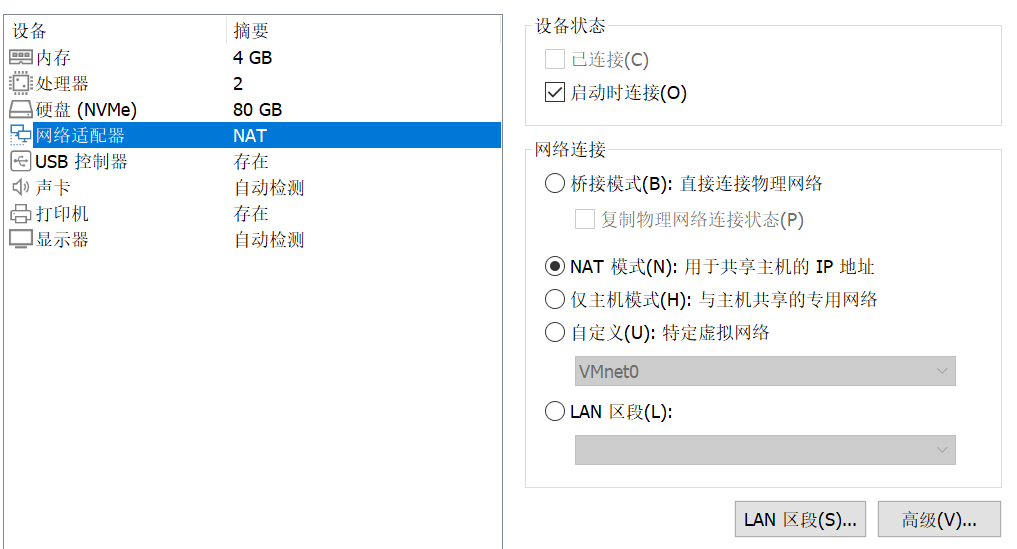 设备 摘要
内存 4 GB
处理器 2
硬盘 (NVMe) 80 GB
网络适配器 NAT
USB 控制器 存在
声卡 自动检测
打印机 存在
显示器 自动检测
设备状态
已连接(C)
启动时连接(O)
网络连接
桥接模式(B): 直接连接物理网络
复制物理网络连接状态(P)
NAT 模式(N): 用于共享主机的 IP 地址
仅主机模式(H): 与主机共享的专用网络
自定义(U): 特定虚拟网络
VMnet0
LAN 区段(L):
LAN 区段(S)... 高级(V)...